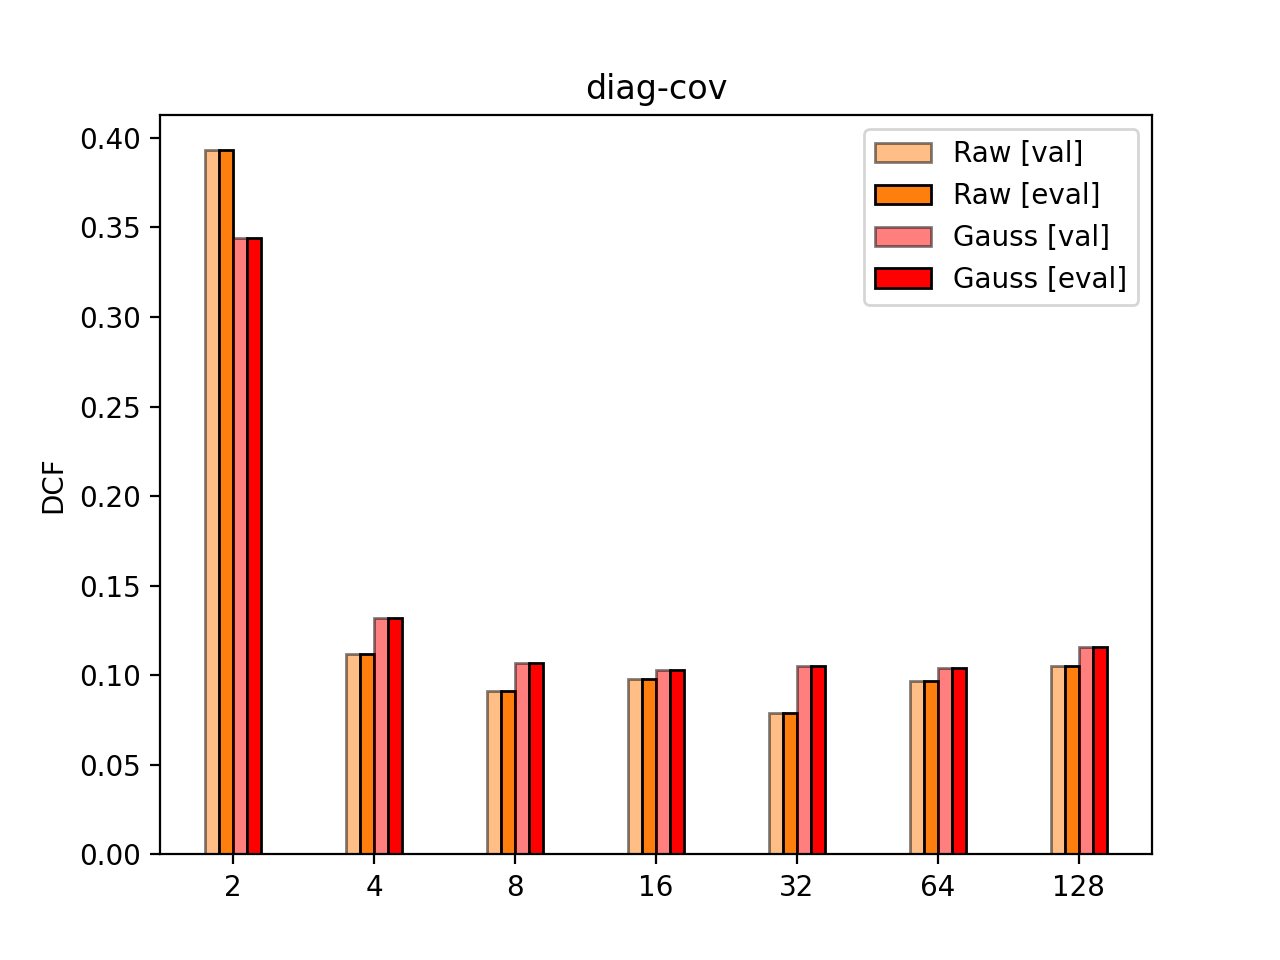 diag-cov
DCF
0.40
0.35
0.30
0.25
0.20
0.15
0.10
0.05
0.00
2 4 8 16 32 64 128
Raw [val]
Raw [eval]
Gauss [val]
Gauss [eval]